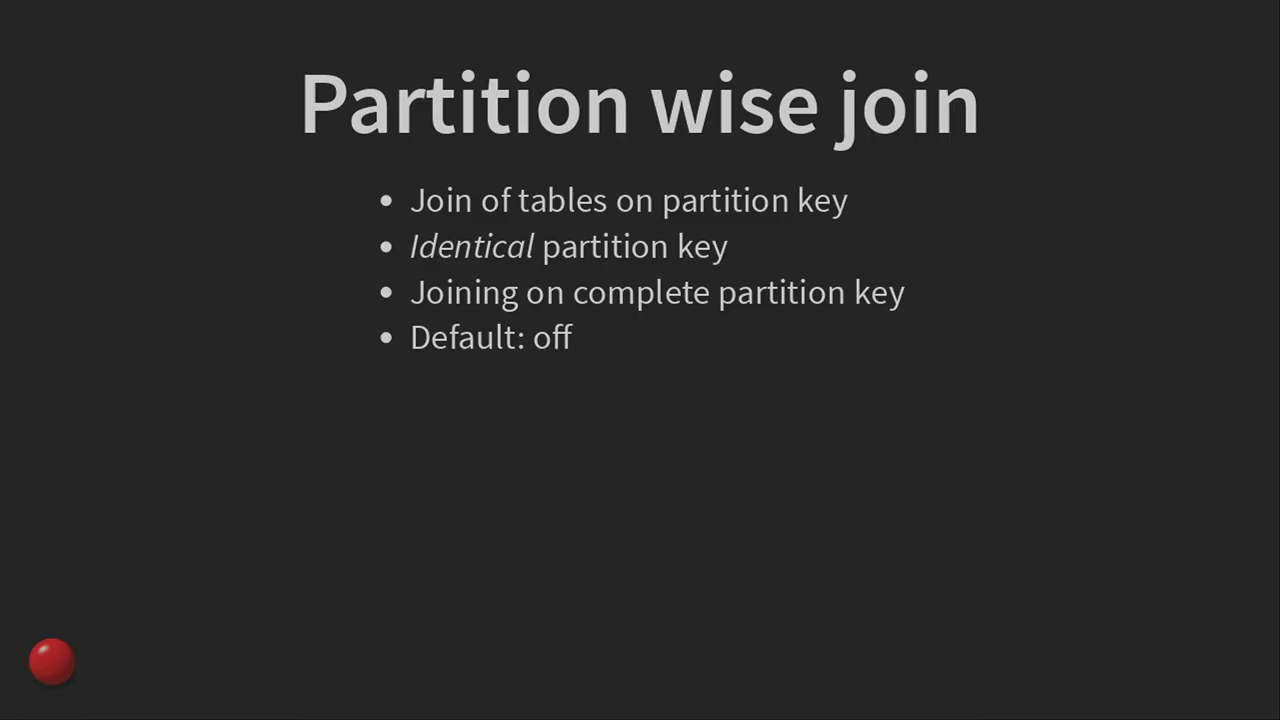 Partition wise join
• Join of tables on partition key
• Identical partition key
• Joining on complete partition key
• Default: off